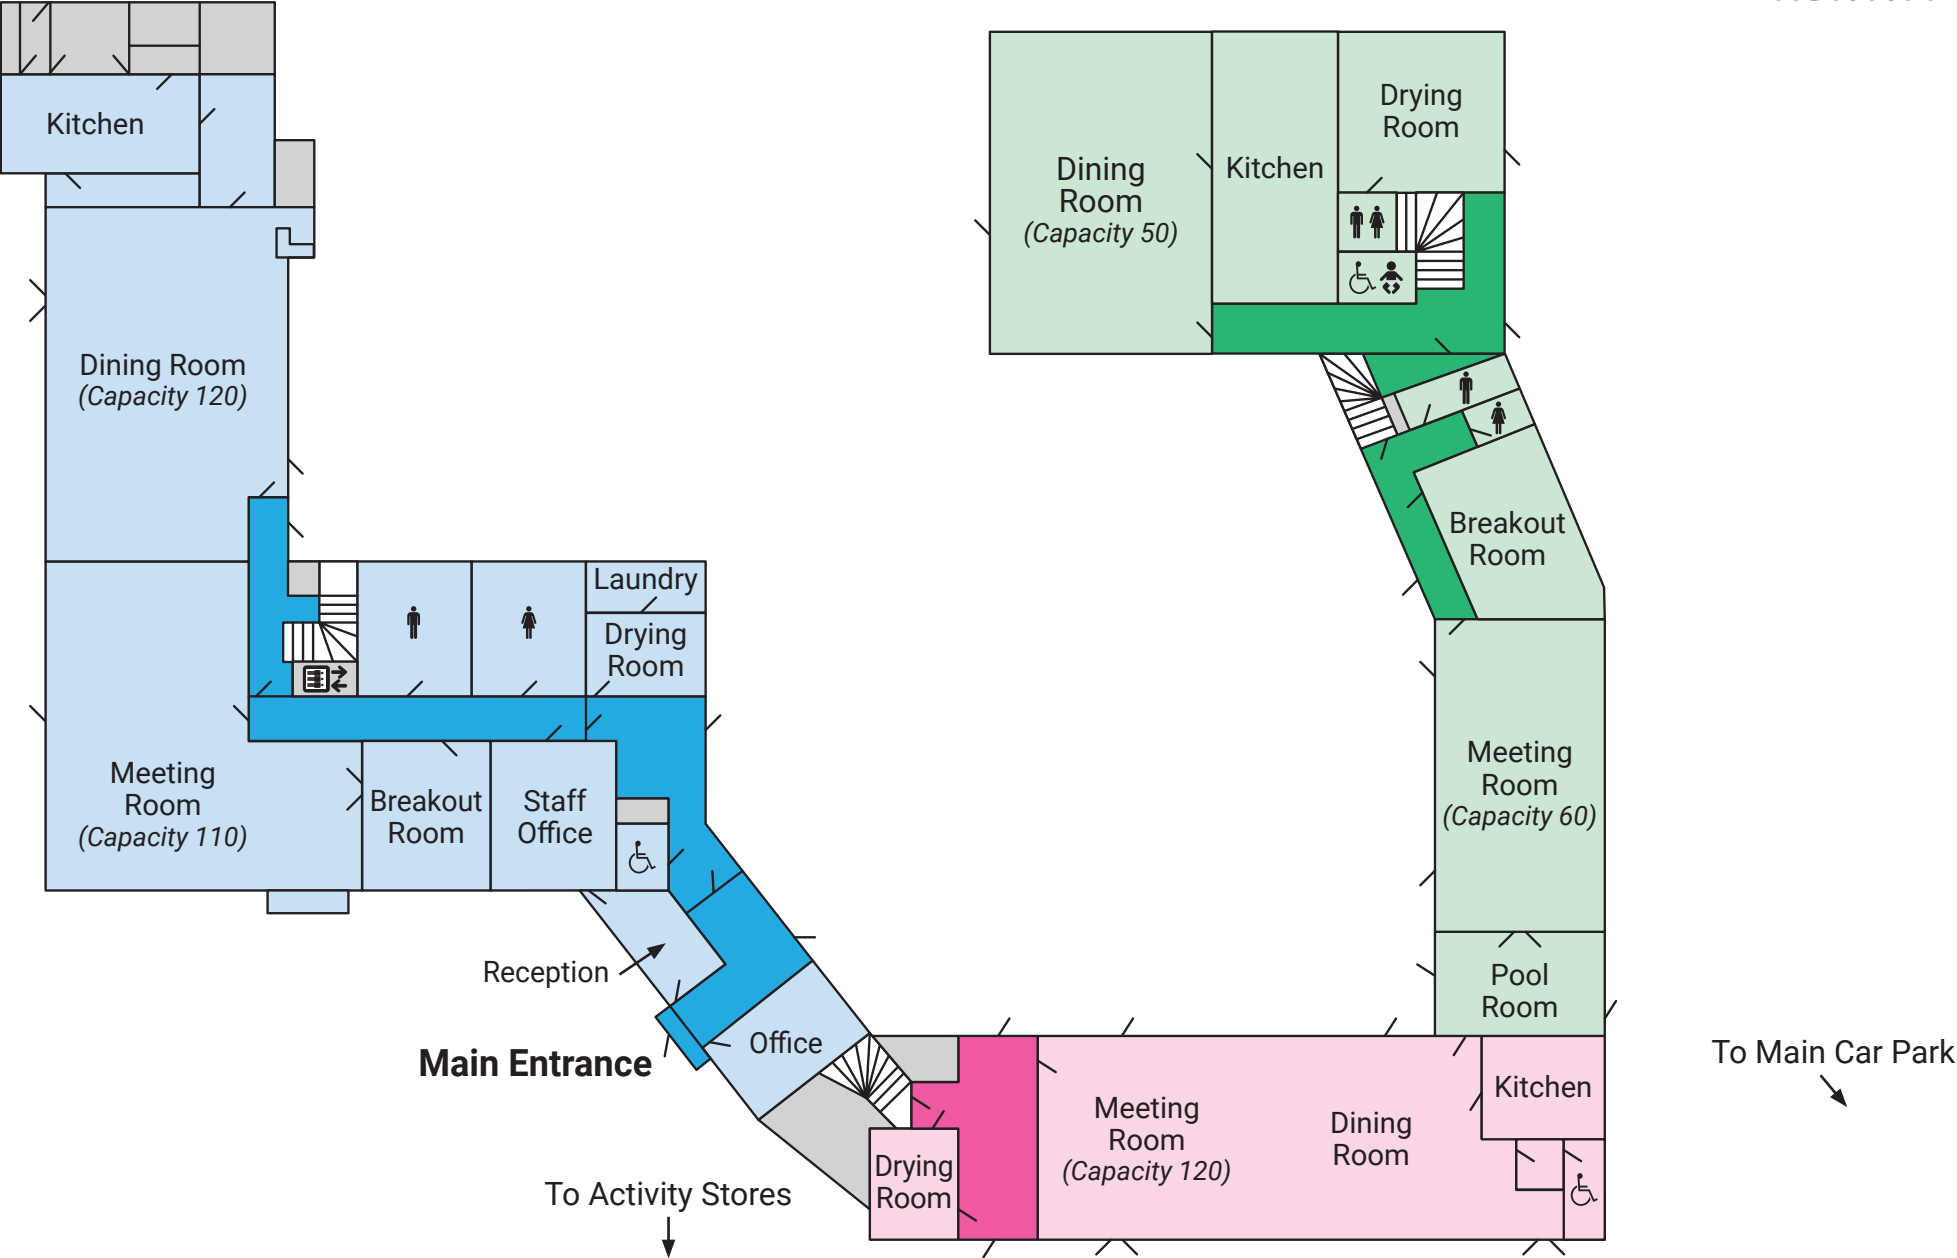 Kitchen
Dining Room
(Capacity 120)
Laundry
Drying
Room
Meeting
Room
(Capacity 110)
Breakout
Room
Staff
Office
Reception
Main Entrance
Office
To Activity Stores
Drying
Room
Meeting
Room
(Capacity 120)
Dining
Room
Kitchen
Dining
Room
(Capacity 50)
Kitchen
Drying
Room
Breakout
Room
Meeting
Room
(Capacity 60)
Pool
Room
To Main Car Park